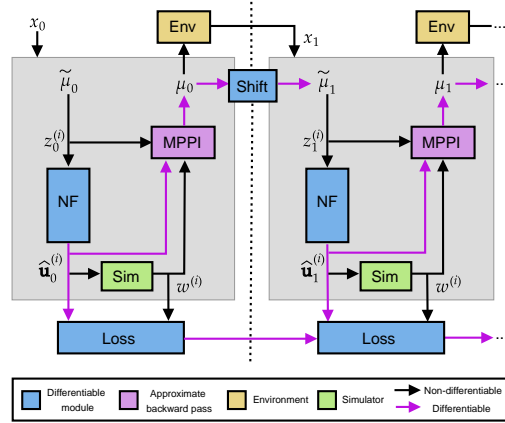 x₀ Env x₁ Env ...
μ̃₀ μ₀ Shift μ̃₁ μ₁ ...
z₀⁽ⁱ⁾ MPPI z₁⁽ⁱ⁾ MPPI
NF NF
û₀⁽ⁱ⁾ Sim w⁽ⁱ⁾ û₁⁽ⁱ⁾ Sim w⁽ⁱ⁾
Loss Loss ...
Differentiable module
Approximate backward pass
Environment
Simulator
Non-differentiable
Differentiable